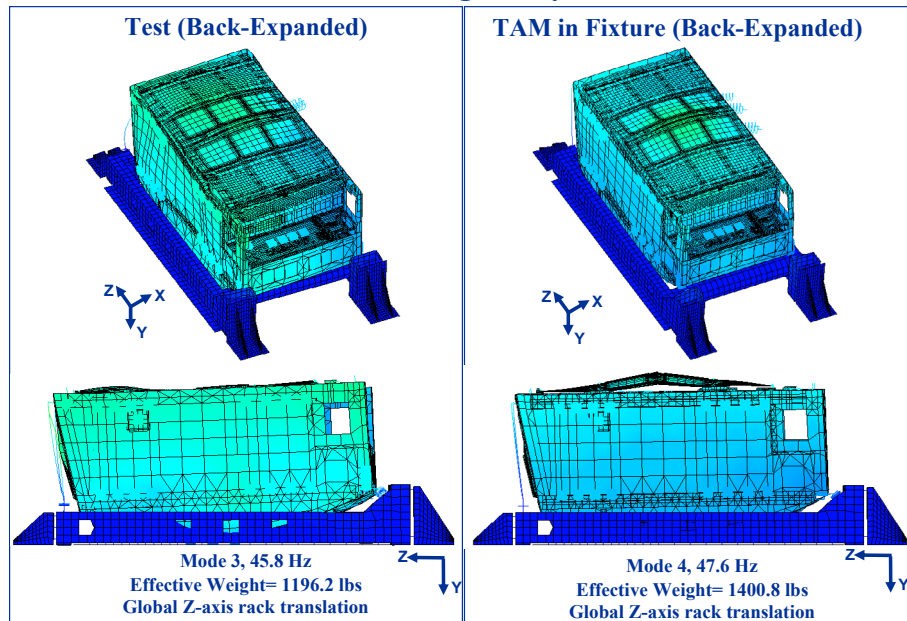 Test (Back-Expanded)
TAM in Fixture (Back-Expanded)
Z
X
Y
Z
X
Y
Z
Y
Mode 3, 45.8 Hz
Effective Weight= 1196.2 lbs
Global Z-axis rack translation
Z
Y
Mode 4, 47.6 Hz
Effective Weight= 1400.8 lbs
Global Z-axis rack translation